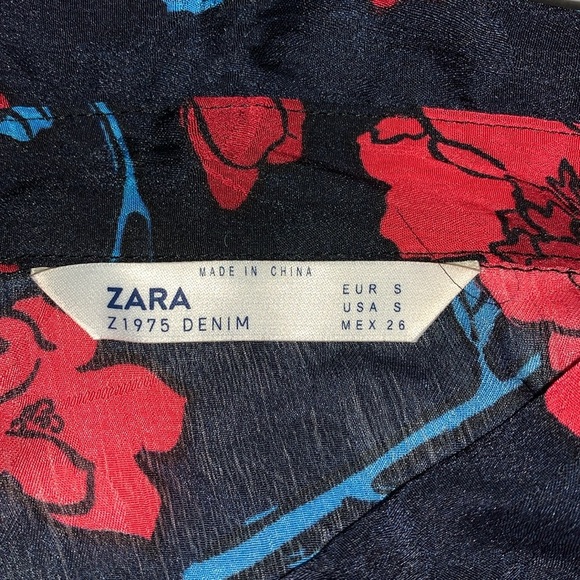 MADE IN CHINA
ZARA
Z1975 DENIM
EUR S
USA S
MEX 26